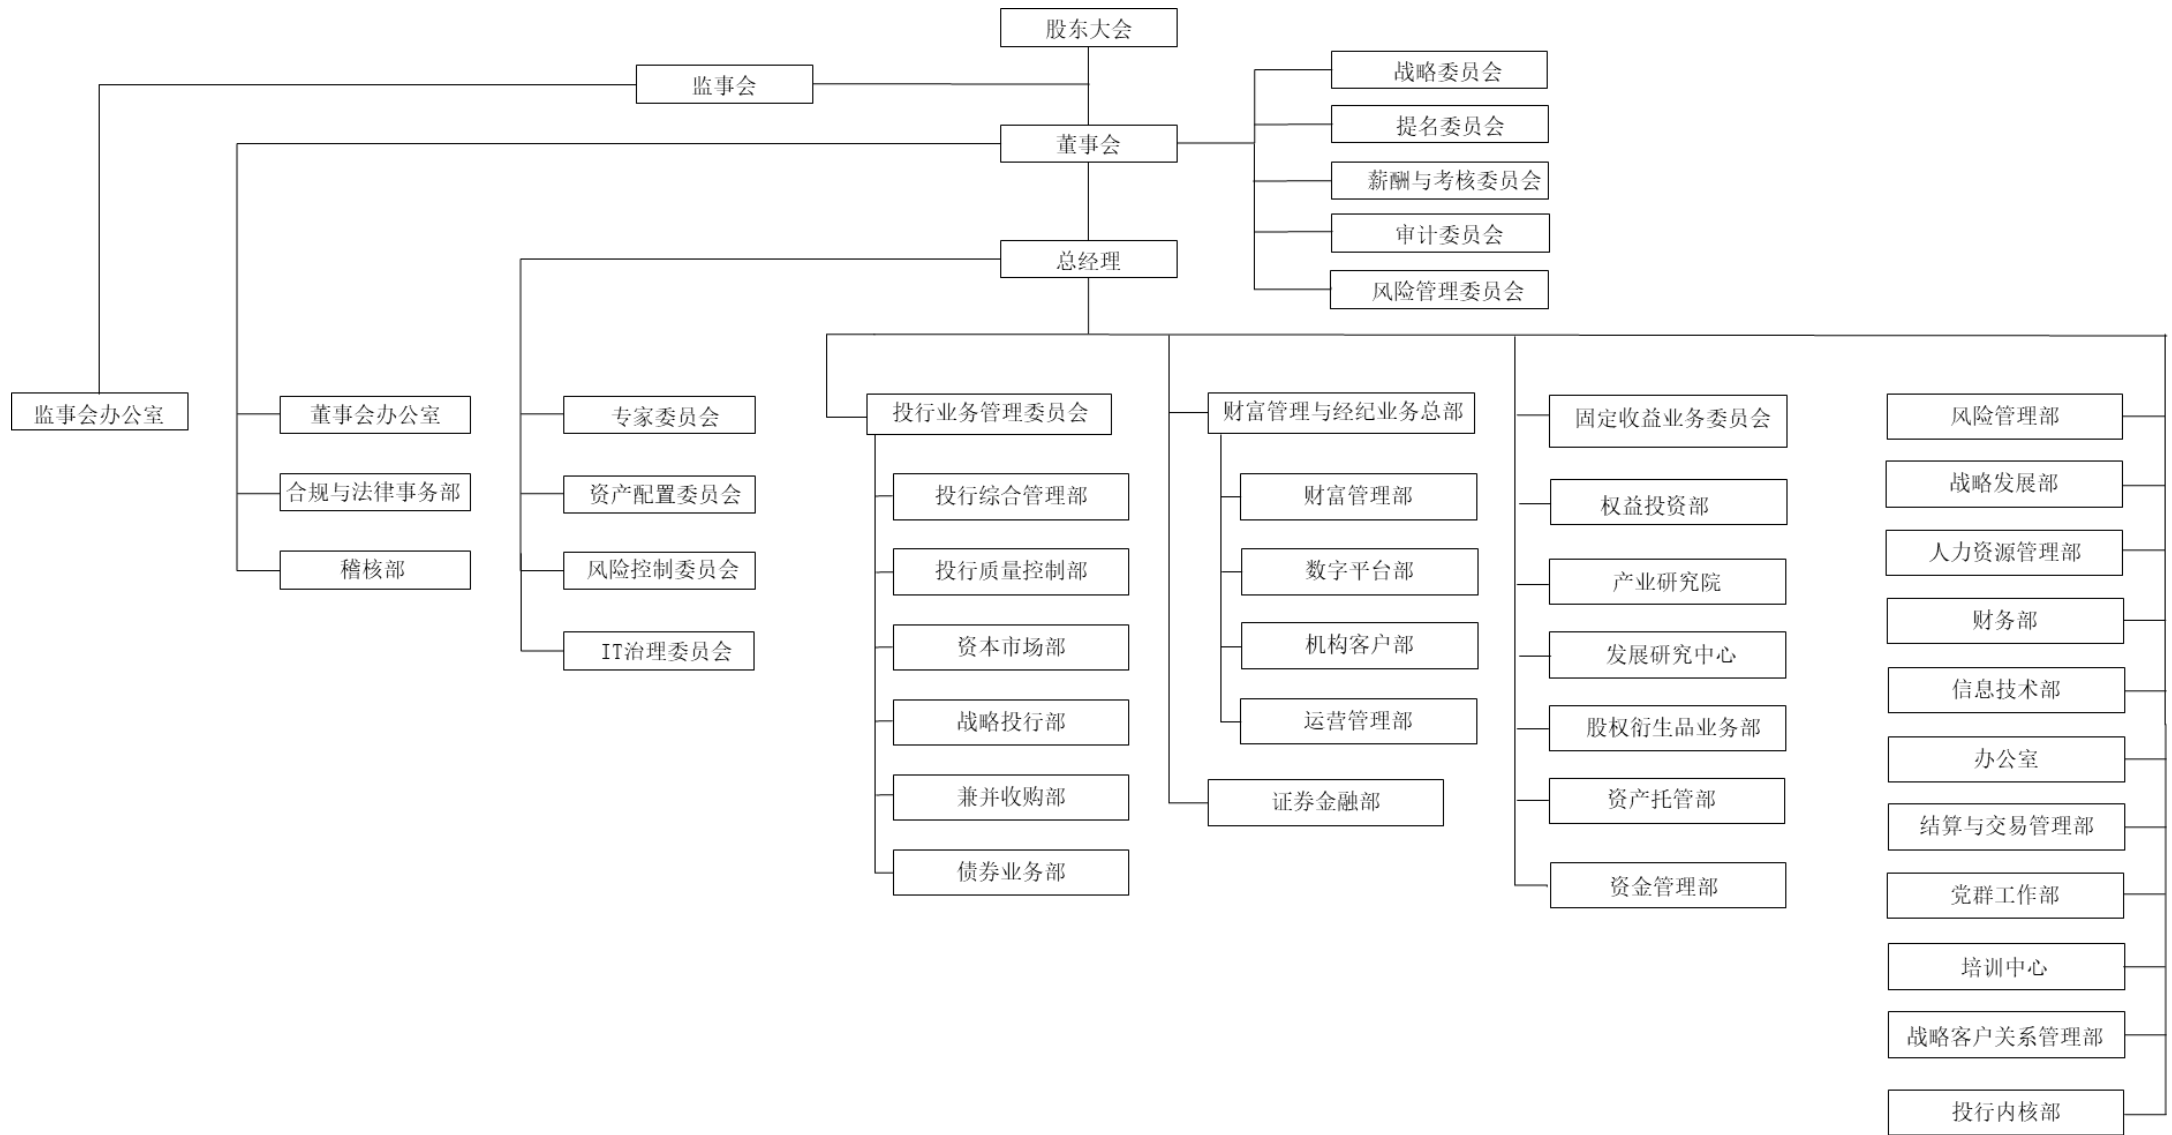 股东大会
监事会
董事会
战略委员会
提名委员会
薪酬与考核委员会
审计委员会
风险管理委员会
总经理
监事会办公室
董事会办公室
合规与法律事务部
稽核部
专家委员会
资产配置委员会
风险控制委员会
IT治理委员会
投行业务管理委员会
投行综合管理部
投行质量控制部
资本市场部
战略投行部
兼并收购部
债券业务部
财富管理与经纪业务总部
财富管理部
数字平台部
机构客户部
运营管理部
证券金融部
固定收益业务委员会
权益投资部
产业研究院
发展研究中心
股权衍生品业务部
资产托管部
资金管理部
风险管理部
战略发展部
人力资源管理部
财务部
信息技术部
办公室
结算与交易管理部
党群工作部
培训中心
战略客户关系管理部
投行内核部